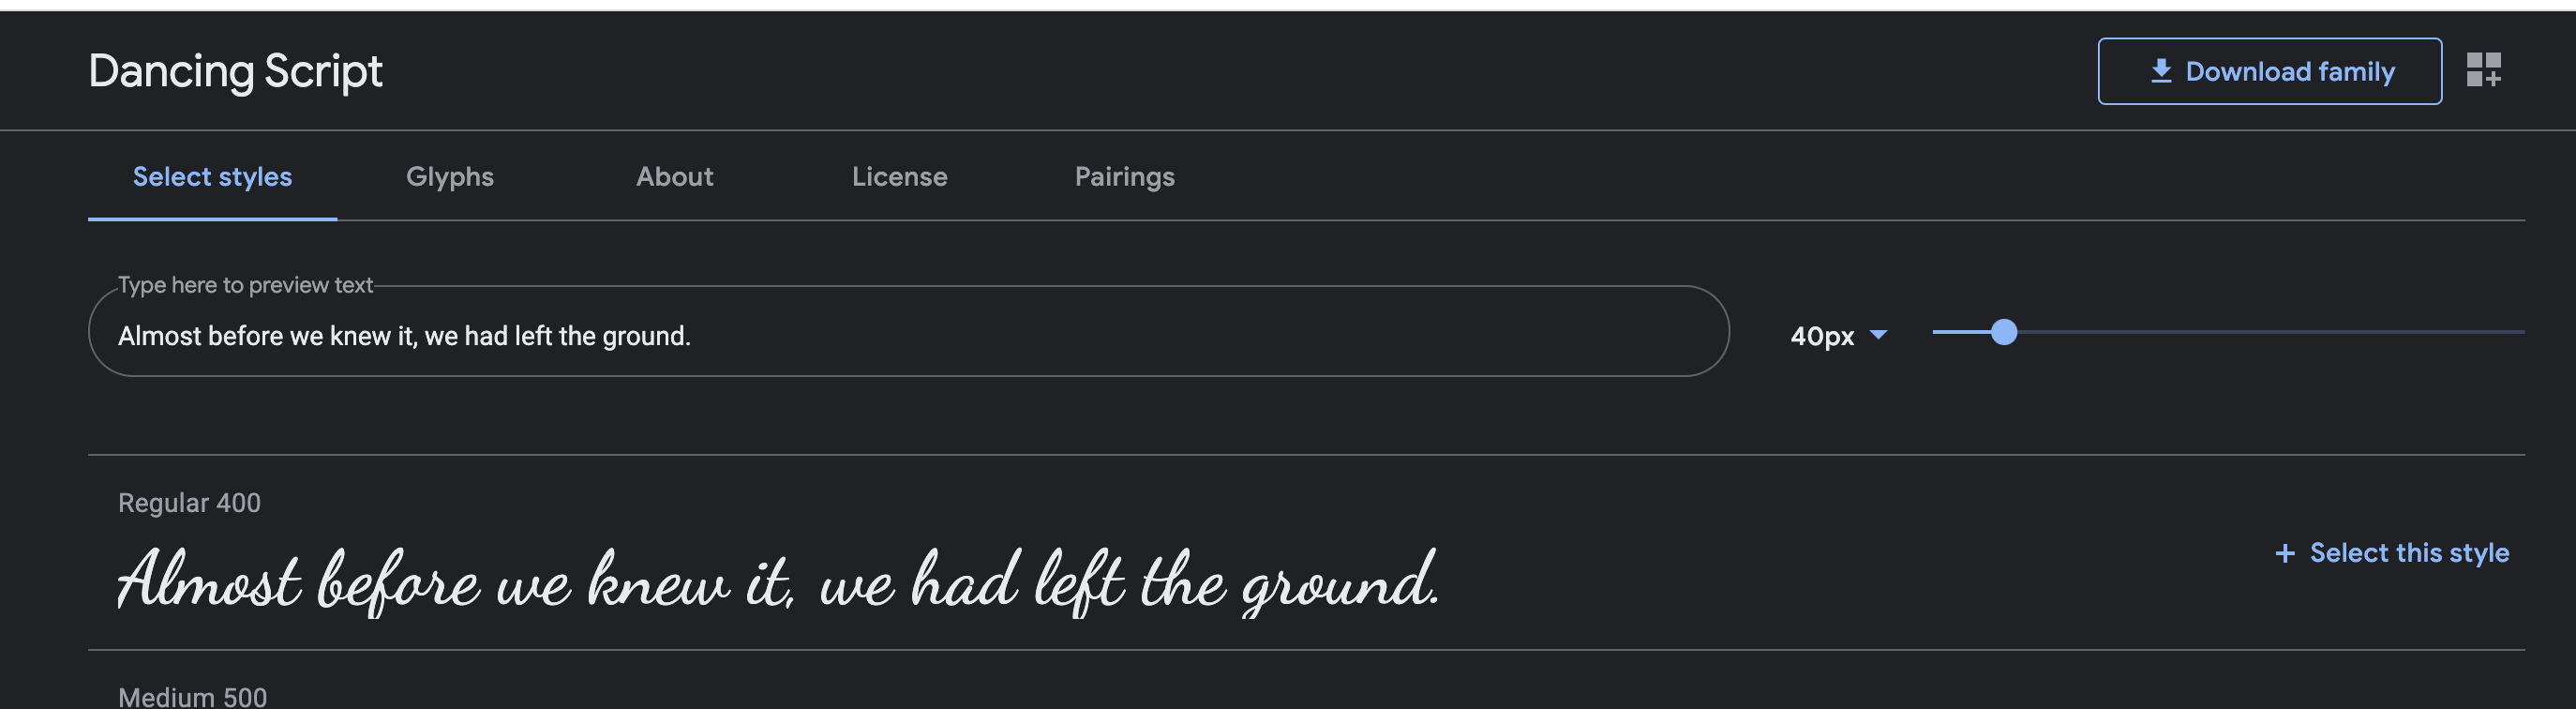 Dancing Script
Download family
Select styles
Glyphs
About
License
Pairings
Type here to preview text
Almost before we knew it, we had left the ground.
40px
Regular 400
Almost before we knew it, we had left the ground.
+ Select this style
Medium 500